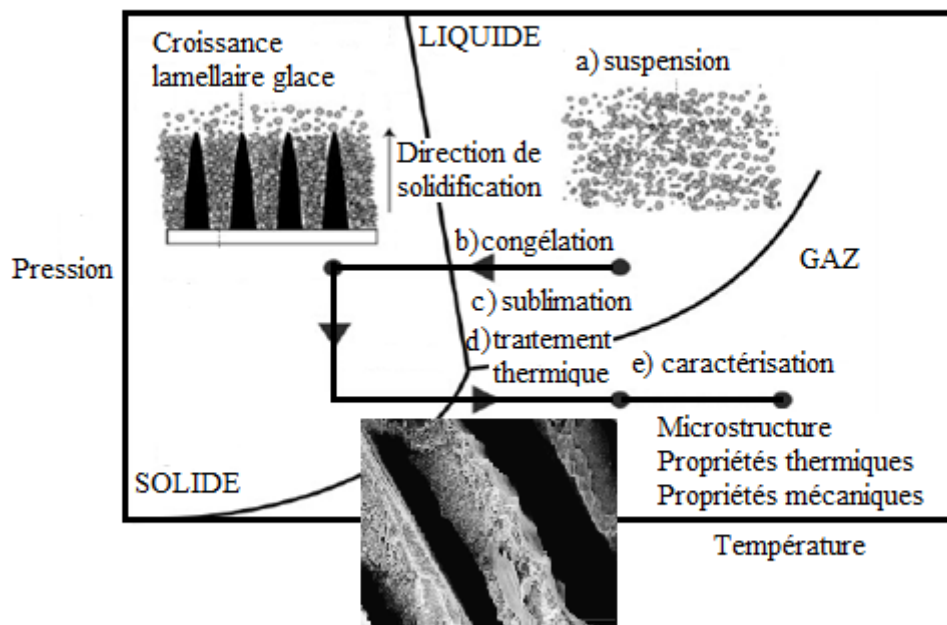 LIQUIDE
Croissance
lamellaire glace
a) suspension
Direction de
solidification
b) congélation
Pression
GAZ
c) sublimation
d) traitement
thermique
e) caractérisation
Microstructure
Propriétés thermiques
Propriétés mécaniques
SOLIDE
Température